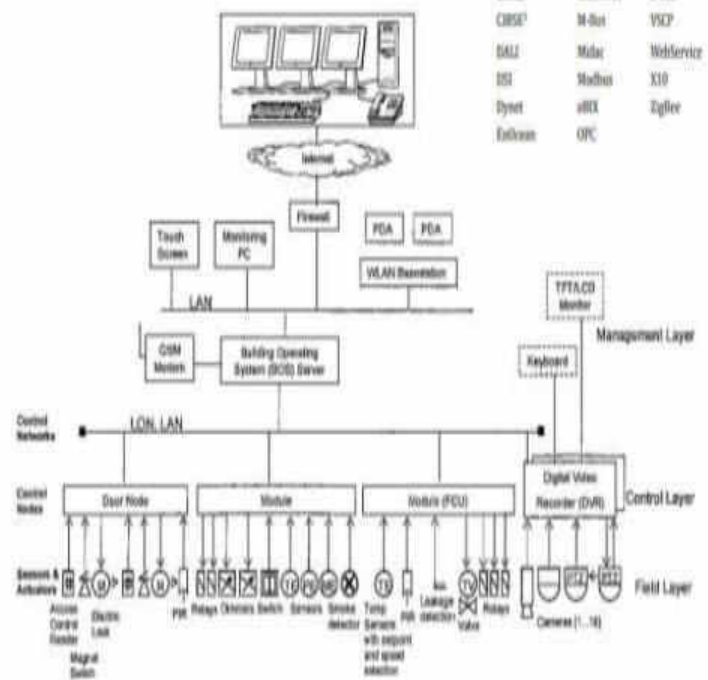 M-Bus VSCP
DALI Midac WebService
DSI Modbus X10
Dynet oBIX ZigBee
EnOcean OPC
Internet
Firewall
Touch Screen
Monitoring PC
PDA PDA
WLAN Basestation
LAN
TFT/LCD Monitor
Management Layer
GSM Modem
Building Operating
System (BOS) Server
Keyboard
Control Networks
LON, LAN
Control Nodes
Door Node
Module
Module (FCU)
Digital Video
Recorder (DVR)
Control Layer
Sensors & Actuators
M
M
TE
TE
TV
PTZ
Field Layer
Access Control Reader
Magnet Switch
Electric Lock
PIR
Relays
Dimmers
Switch
Sensors
Smoke detector
Temp Sensors with setpoint and speed selection
PIR
Leakage detection
Valve
Relays
Cameras [1...16]